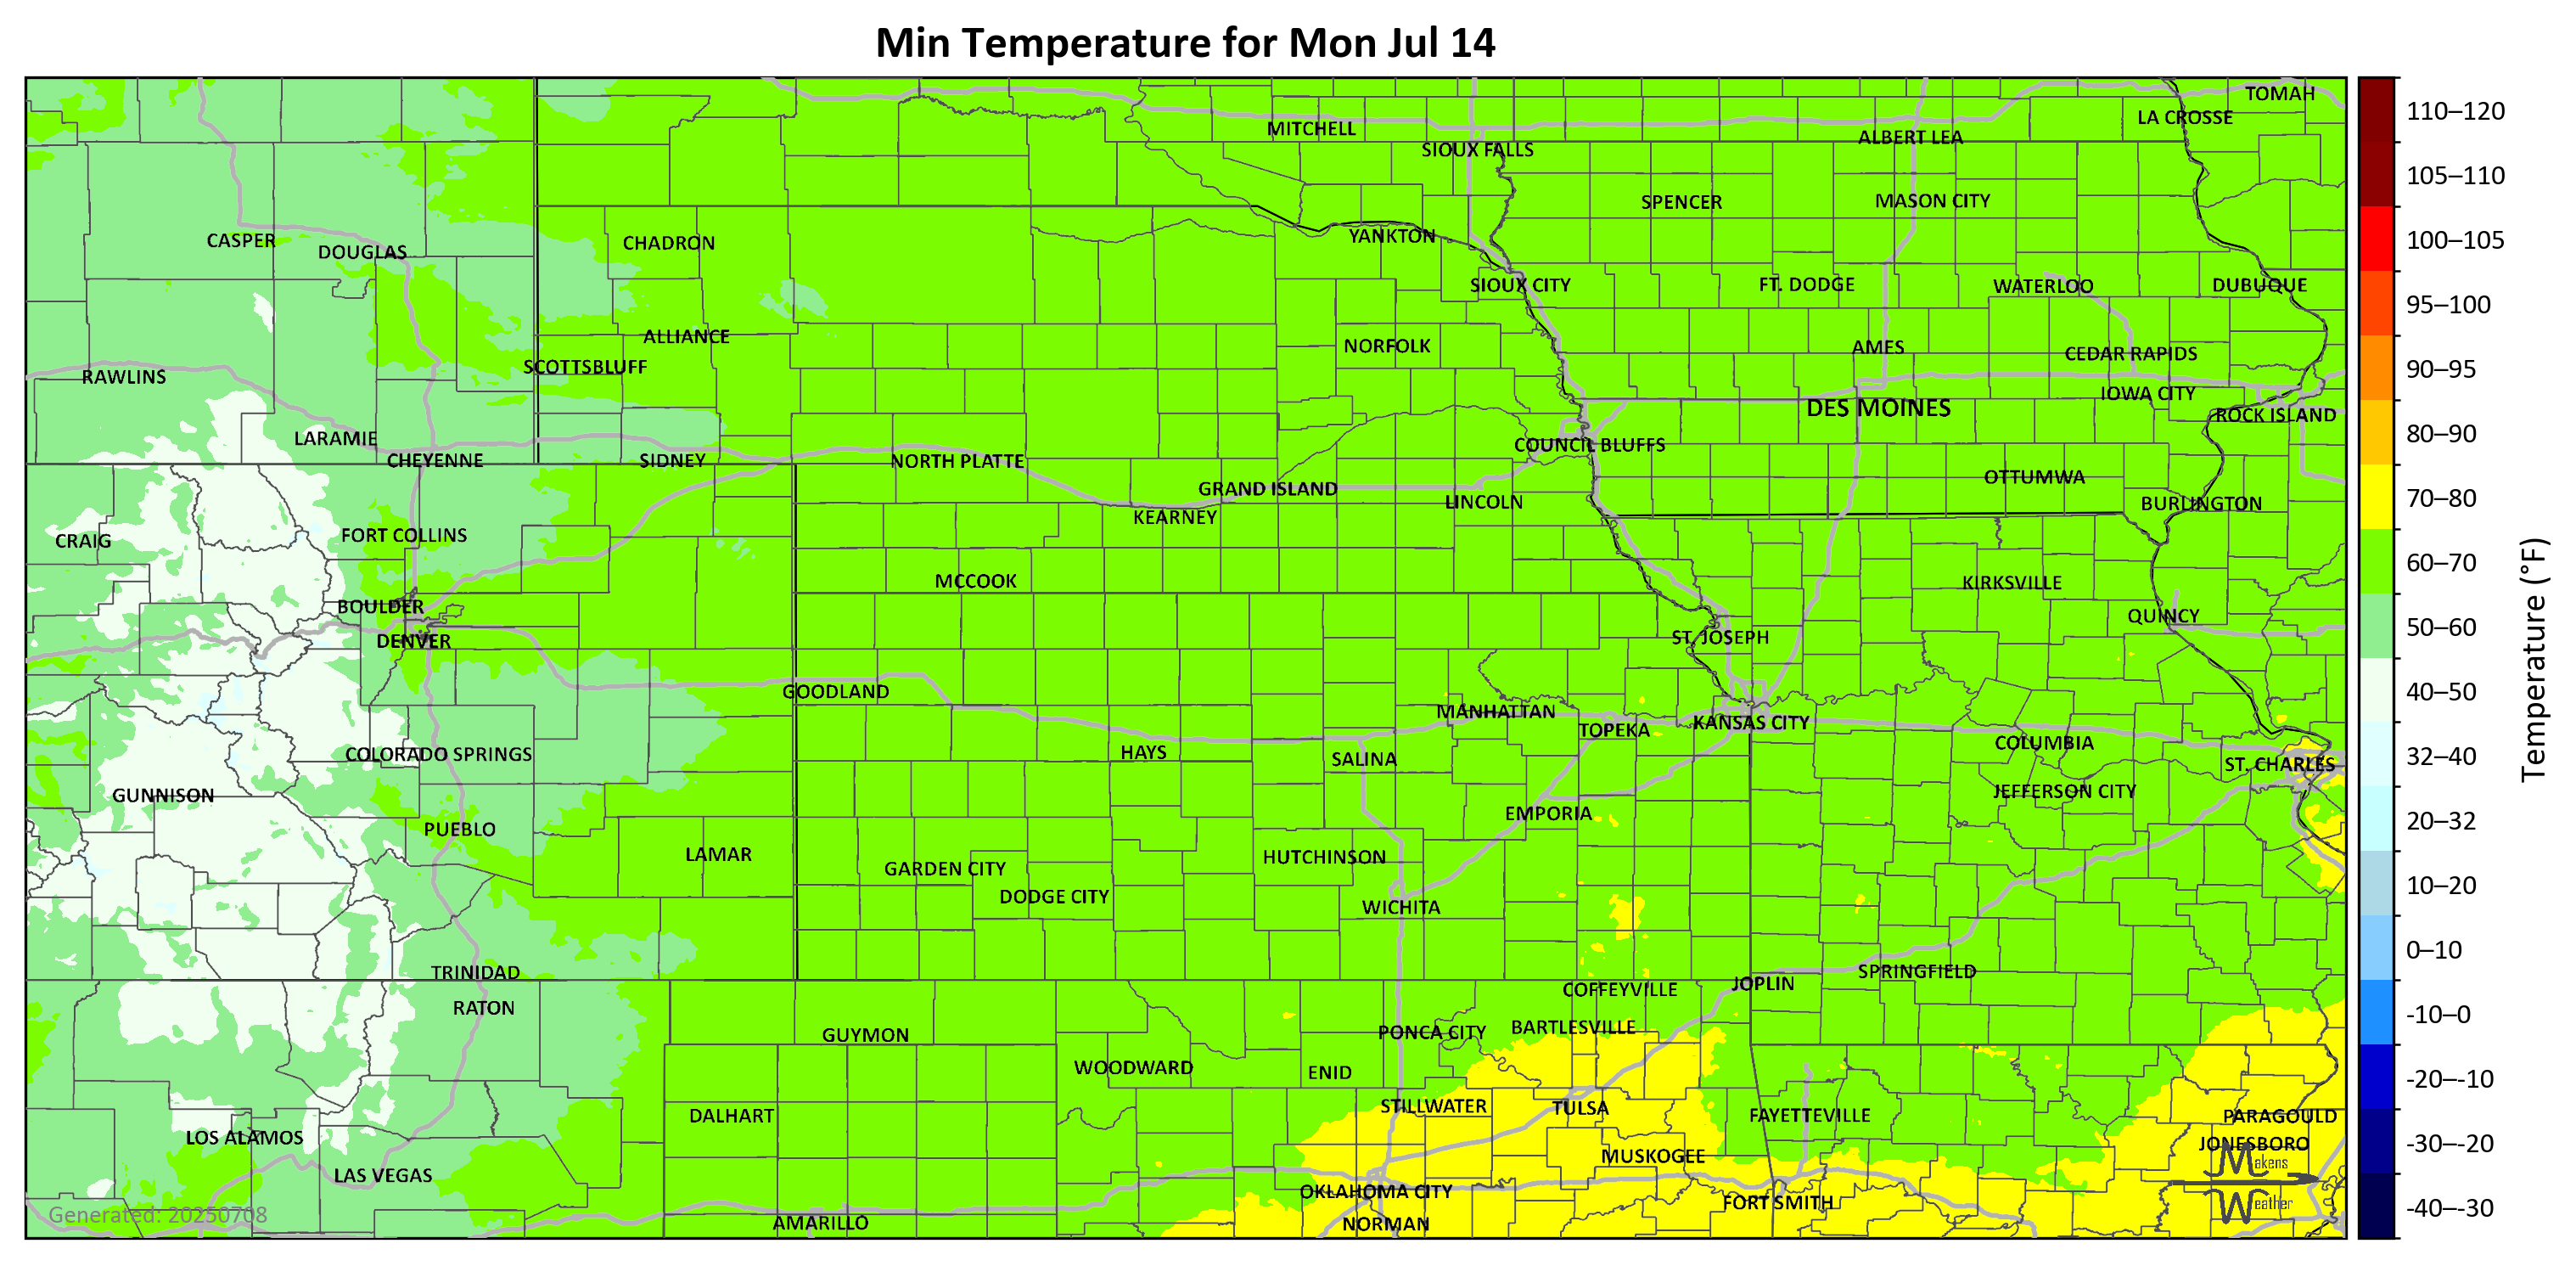 Min Temperature for Mon Jul 14
TOMAH
LA CROSSE
MITCHELL
ALBERT LEA
SIOUX FALLS
SPENCER
MASON CITY
CASPER
DOUGLAS
CHADRON
YANKTON
SIOUX CITY
FT. DODGE
WATERLOO
DUBUQUE
ALLIANCE
NORFOLK
AMES
CEDAR RAPIDS
SCOTTSBLUFF
RAWLINS
IOWA CITY
DES MOINES
ROCK ISLAND
LARAMIE
COUNCIL BLUFFS
CHEYENNE
SIDNEY
NORTH PLATTE
OTTUMWA
GRAND ISLAND
LINCOLN
BURLINGTON
KEARNEY
CRAIG
FORT COLLINS
MCCOOK
KIRKSVILLE
BOULDER
QUINCY
DENVER
ST. JOSEPH
GOODLAND
MANHATTAN
TOPEKA
KANSAS CITY
COLUMBIA
COLORADO SPRINGS
HAYS
SALINA
ST. CHARLES
GUNNISON
JEFFERSON CITY
EMPORIA
PUEBLO
LAMAR
HUTCHINSON
GARDEN CITY
DODGE CITY
WICHITA
TRINIDAD
SPRINGFIELD
JOPLIN
COFFEYVILLE
RATON
GUYMON
PONCA CITY
BARTLESVILLE
WOODWARD
ENID
STILLWATER
TULSA
DALHART
FAYETTEVILLE
PARAGOULD
LOS ALAMOS
JONESBORO
MUSKOGEE
Makens
LAS VEGAS
OKLAHOMA CITY
FORT SMITH
Weather
Generated: 20250708
AMARILLO
NORMAN
110–120
105–110
100–105
95–100
90–95
80–90
70–80
60–70
50–60
40–50
32–40
20–32
10–20
0–10
-10–0
-20–-10
-30–-20
-40–-30
Temperature (°F)